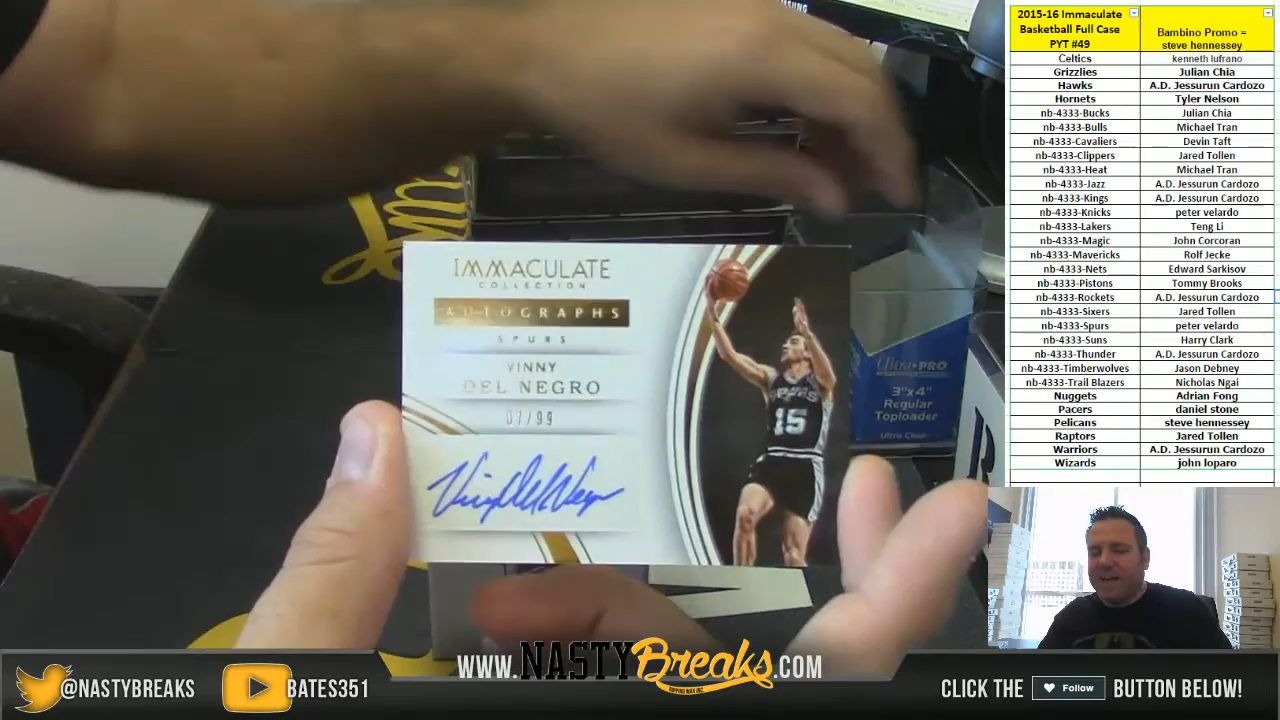 SAMSUNG
IMMACULATE
COLLECTION
AUTOGRAPHS
SPURS
VINNY
DEL NEGRO
07/99
SPURS
15
Ultra•PRO
3"x4"
Regular
Toploader
Ultra Clear
2015-16 Immaculate
Basketball Full Case
PYT #49
Bambino Promo =
steve hennessey
Celtics kenneth lufrano
Grizzlies Julian Chia
Hawks A.D. Jessurun Cardozo
Hornets Tyler Nelson
nb-4333-Bucks Julian Chia
nb-4333-Bulls Michael Tran
nb-4333-Cavaliers Devin Taft
nb-4333-Clippers Jared Tollen
nb-4333-Heat Michael Tran
nb-4333-Jazz A.D. Jessurun Cardozo
nb-4333-Kings A.D. Jessurun Cardozo
nb-4333-Knicks peter velardo
nb-4333-Lakers Teng Li
nb-4333-Magic John Corcoran
nb-4333-Mavericks Rolf Jecke
nb-4333-Nets Edward Sarkisov
nb-4333-Pistons Tommy Brooks
nb-4333-Rockets A.D. Jessurun Cardozo
nb-4333-Sixers Jared Tollen
nb-4333-Spurs peter velardo
nb-4333-Suns Harry Clark
nb-4333-Thunder A.D. Jessurun Cardozo
nb-4333-Timberwolves Jason Debney
nb-4333-Trail Blazers Nicholas Ngai
Nuggets Adrian Fong
Pacers daniel stone
Pelicans steve hennessey
Raptors Jared Tollen
Warriors A.D. Jessurun Cardozo
Wizards john loparo
@NASTYBREAKS
BATES351
WWW.NASTYBreaks.COM
RIPPING WAX INC.
CLICK THE Follow BUTTON BELOW!